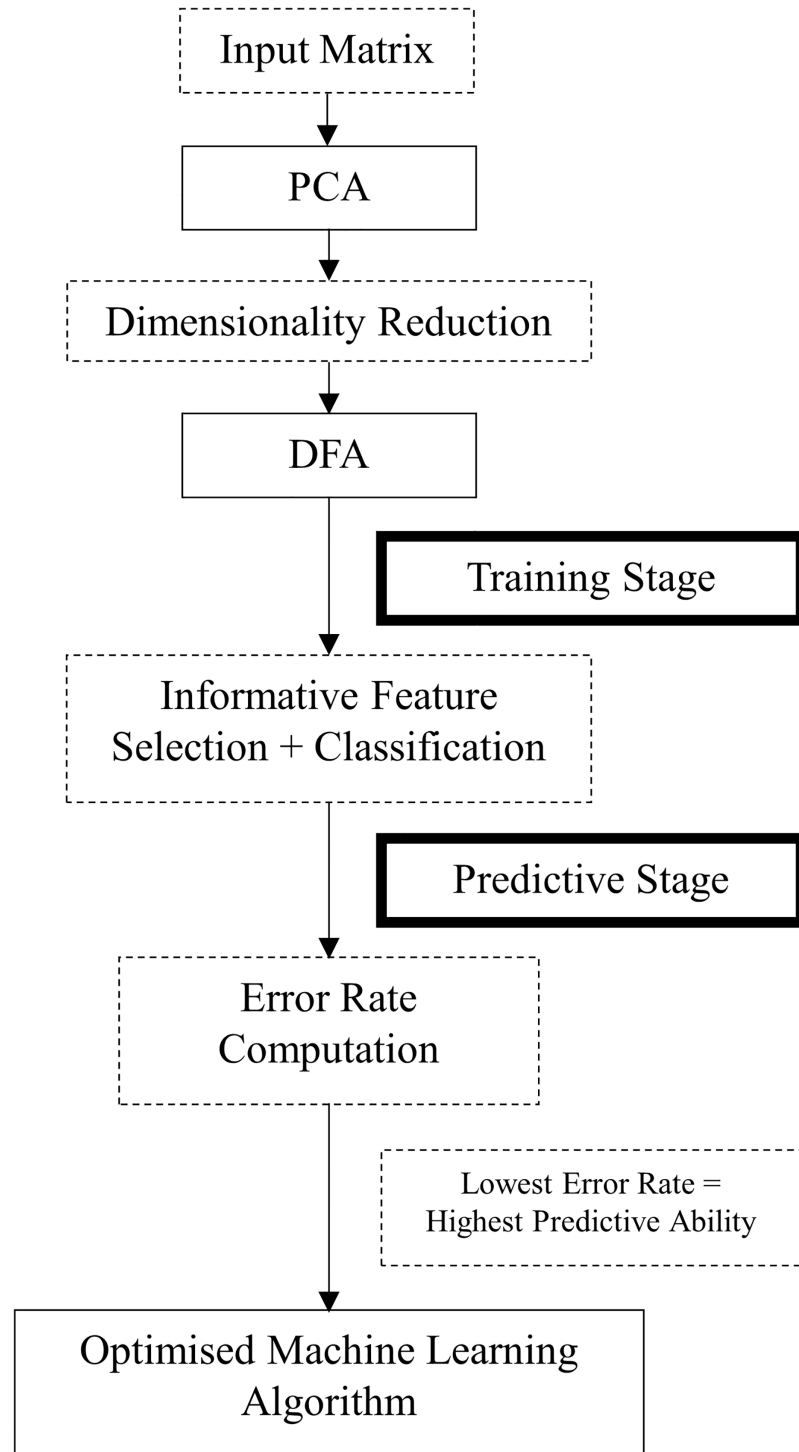 Input Matrix
PCA
Dimensionality Reduction
DFA
Training Stage
Informative Feature
Selection + Classification
Predictive Stage
Error Rate
Computation
Lowest Error Rate =
Highest Predictive Ability
Optimised Machine Learning
Algorithm